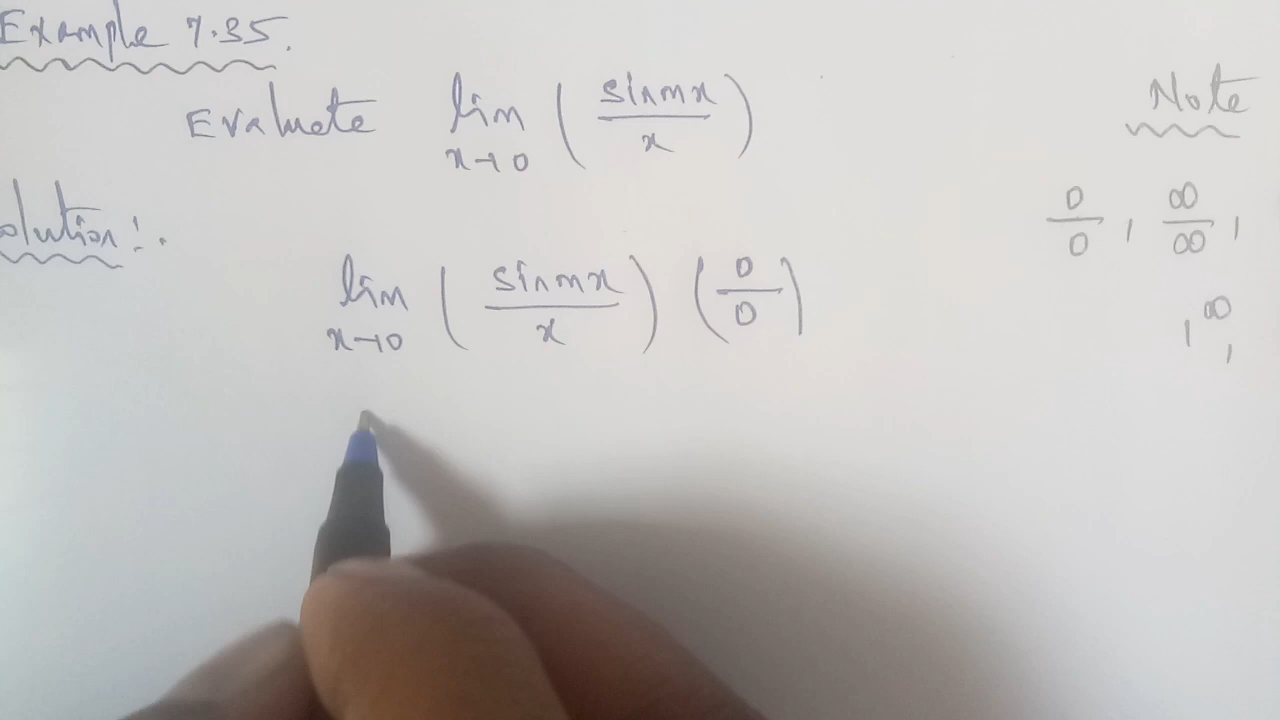 Example 7.35.
Evaluate lim x→0 ( sin mx / x )
Note
olution:.
0/0 , ∞/∞ ,
lim x→0 ( sin mx / x ) ( 0/0 )
1^∞ ,